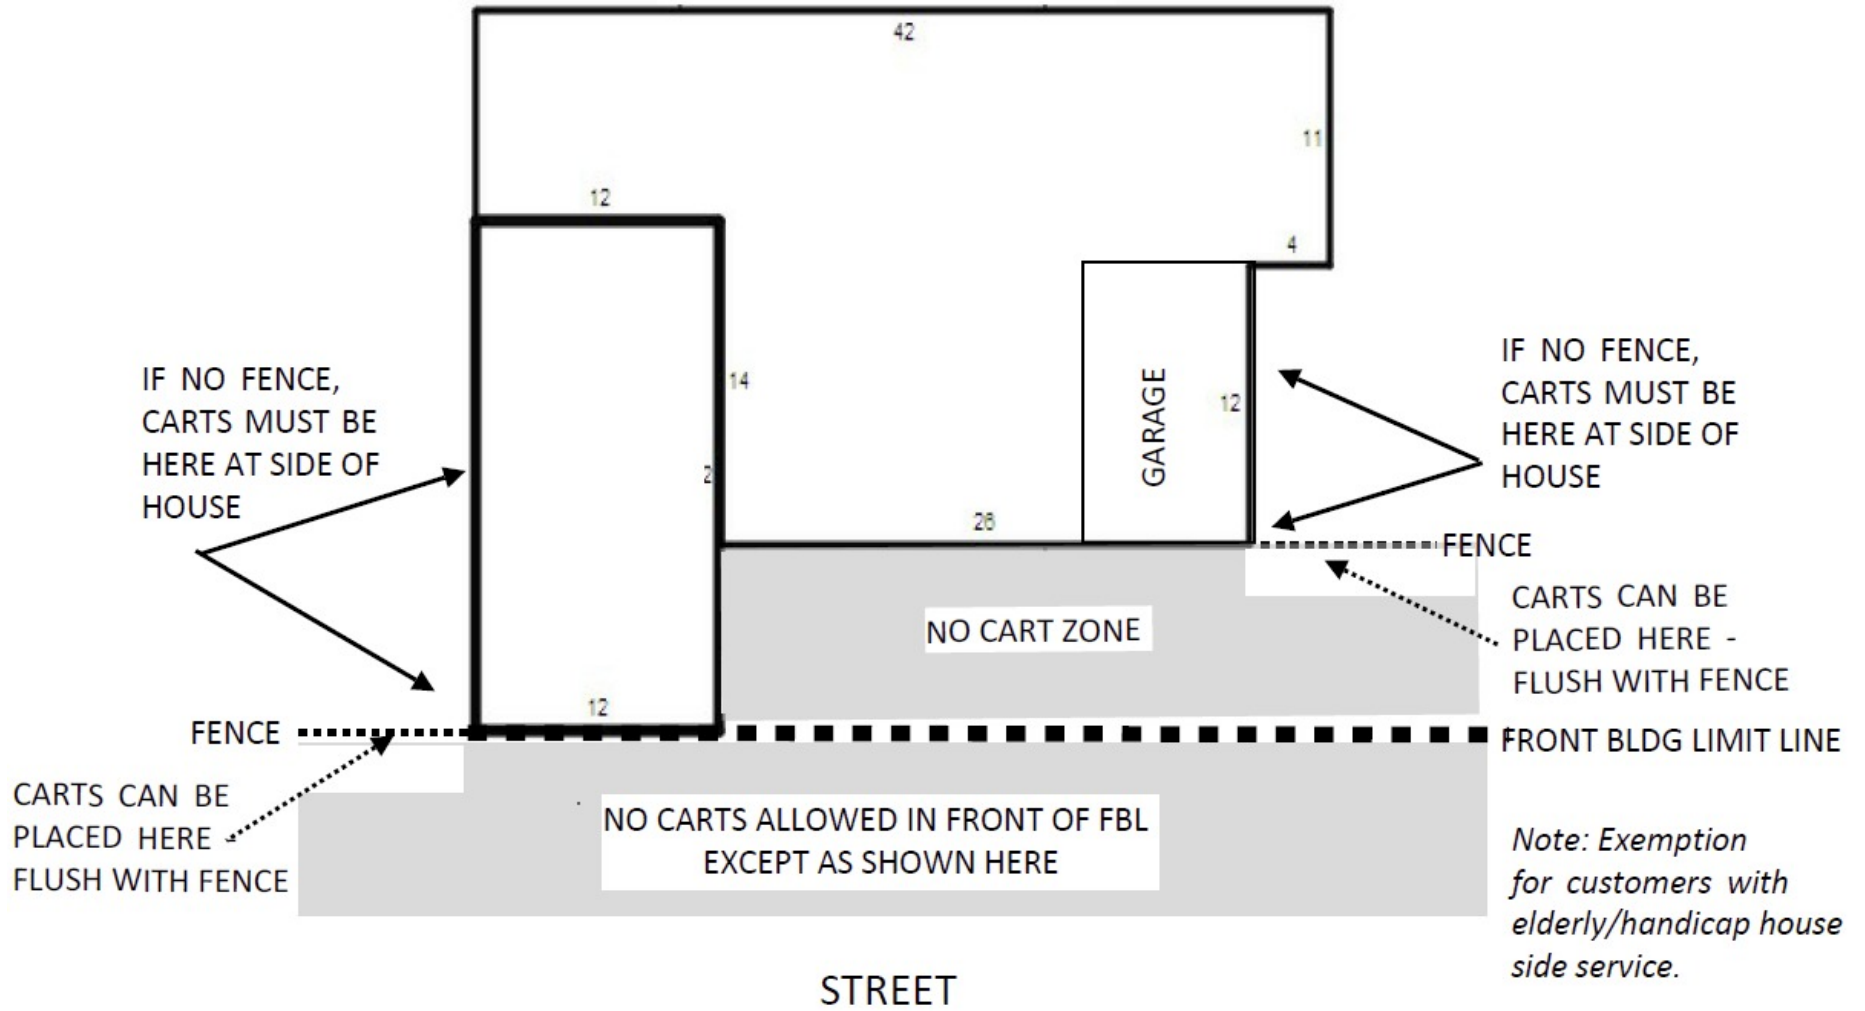 42
11
12
4
IF NO FENCE,
CARTS MUST BE
HERE AT SIDE OF
HOUSE
IF NO FENCE,
CARTS MUST BE
HERE AT SIDE OF
HOUSE
14
12
GARAGE
2
26
FENCE
CARTS CAN BE
PLACED HERE -
FLUSH WITH FENCE
NO CART ZONE
12
FENCE
FRONT BLDG LIMIT LINE
CARTS CAN BE
PLACED HERE -
FLUSH WITH FENCE
NO CARTS ALLOWED IN FRONT OF FBL
EXCEPT AS SHOWN HERE
Note: Exemption
for customers with
elderly/handicap house
side service.
STREET